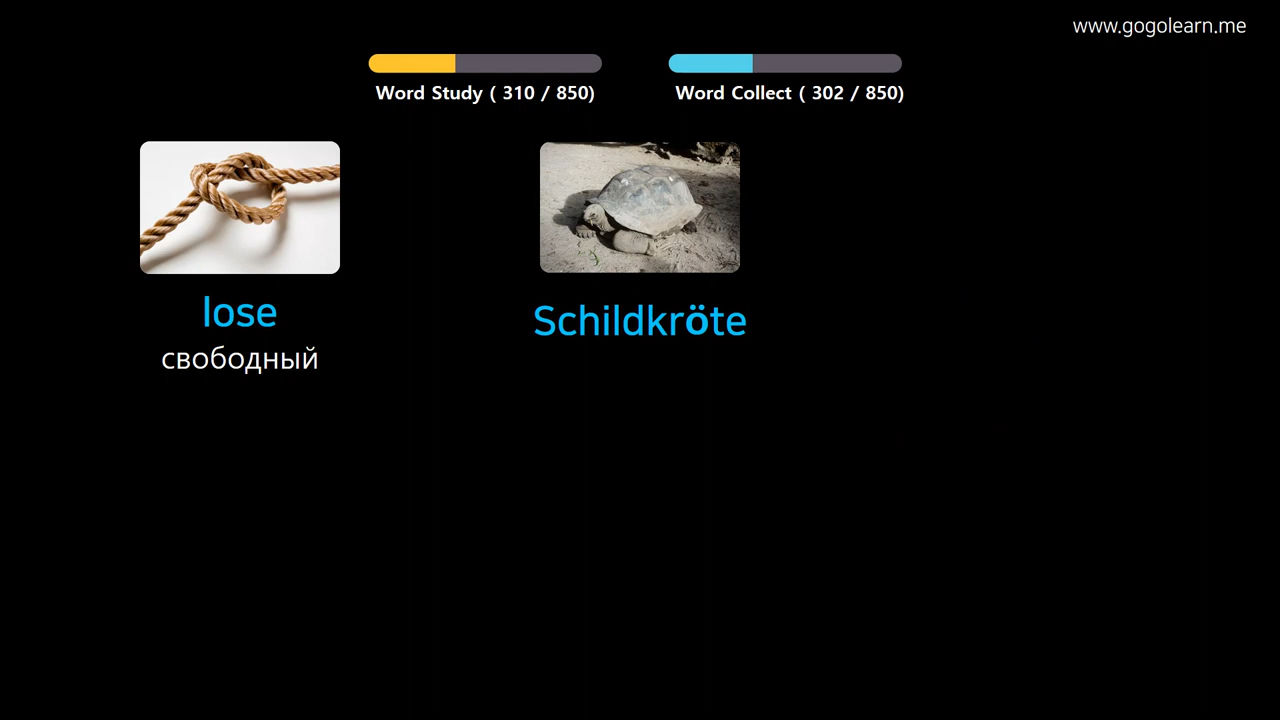 www.gogolearn.me
Word Study ( 310 / 850)
Word Collect ( 302 / 850)
lose
свободный
Schildkröte